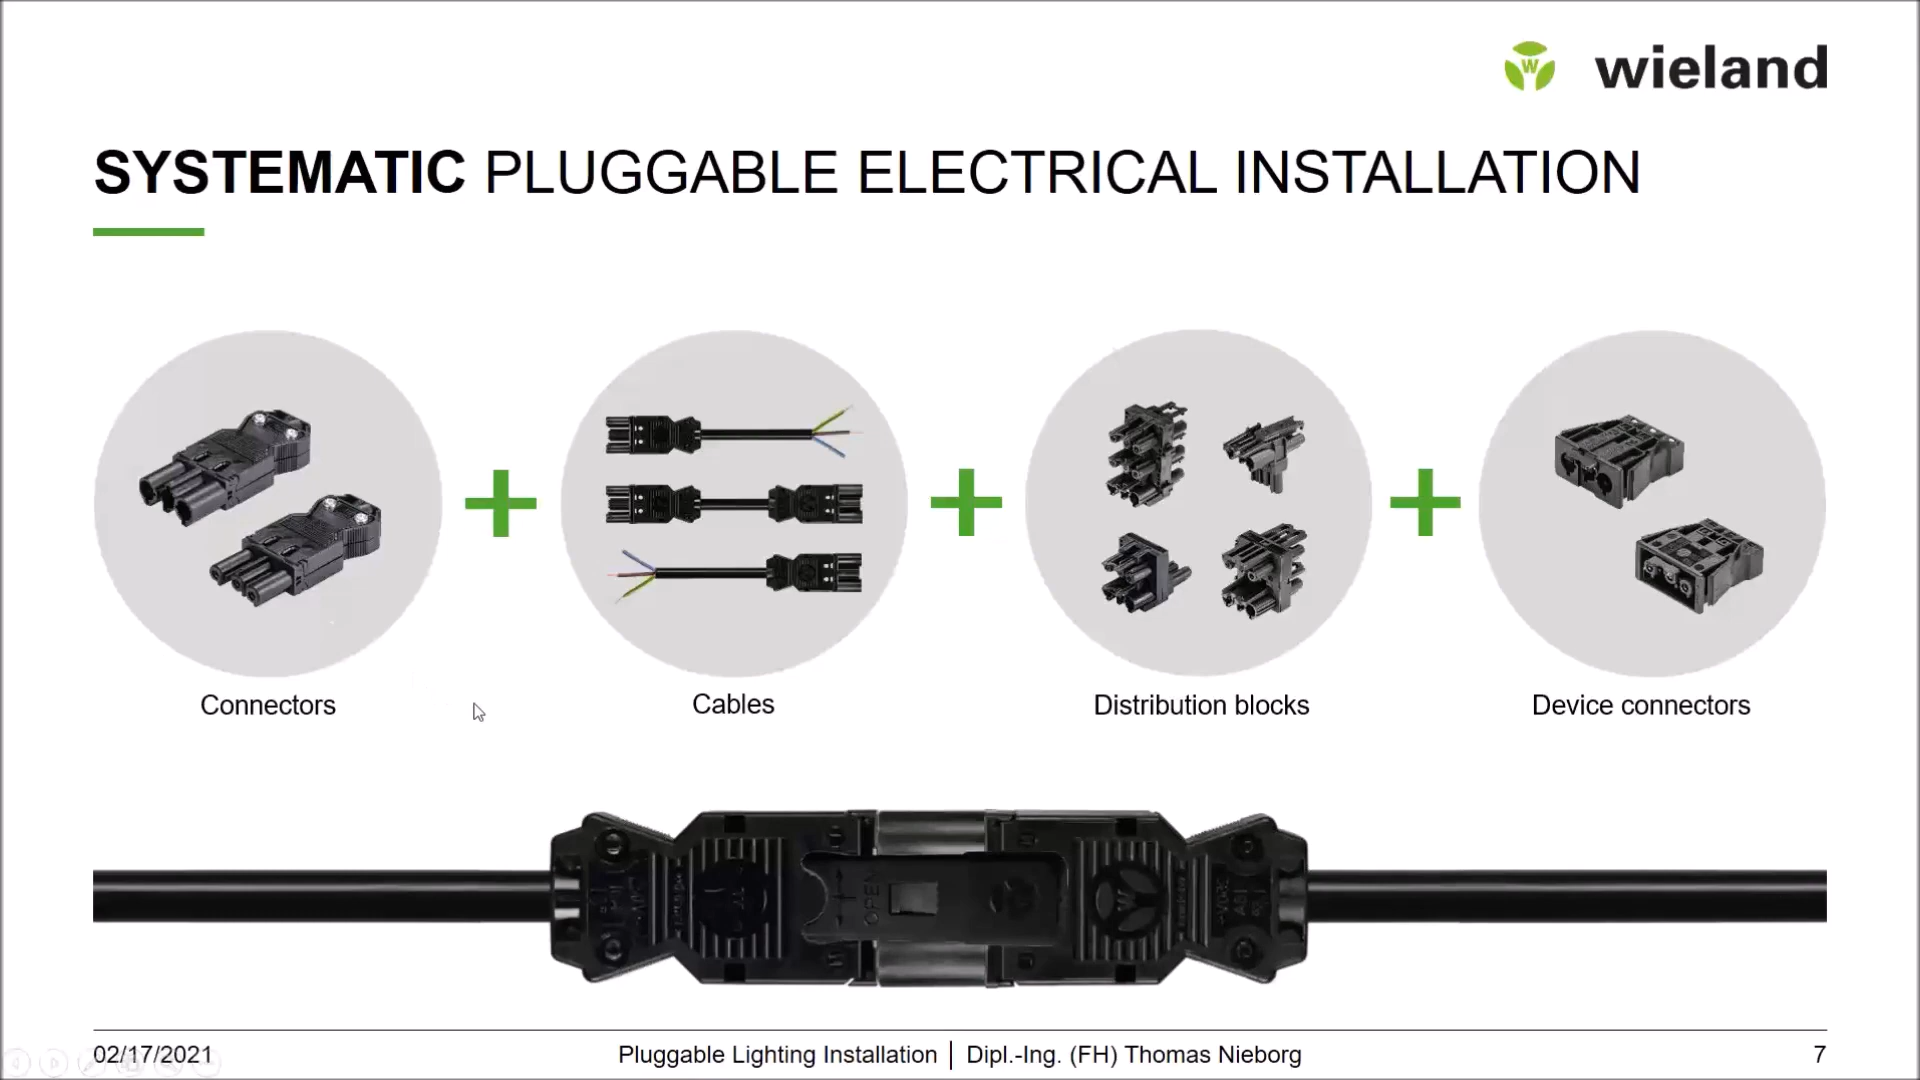 wieland
SYSTEMATIC PLUGGABLE ELECTRICAL INSTALLATION
Connectors
Cables
Distribution blocks
Device connectors
OPEN
02/17/2021
Pluggable Lighting Installation | Dipl.-Ing. (FH) Thomas Nieborg
7